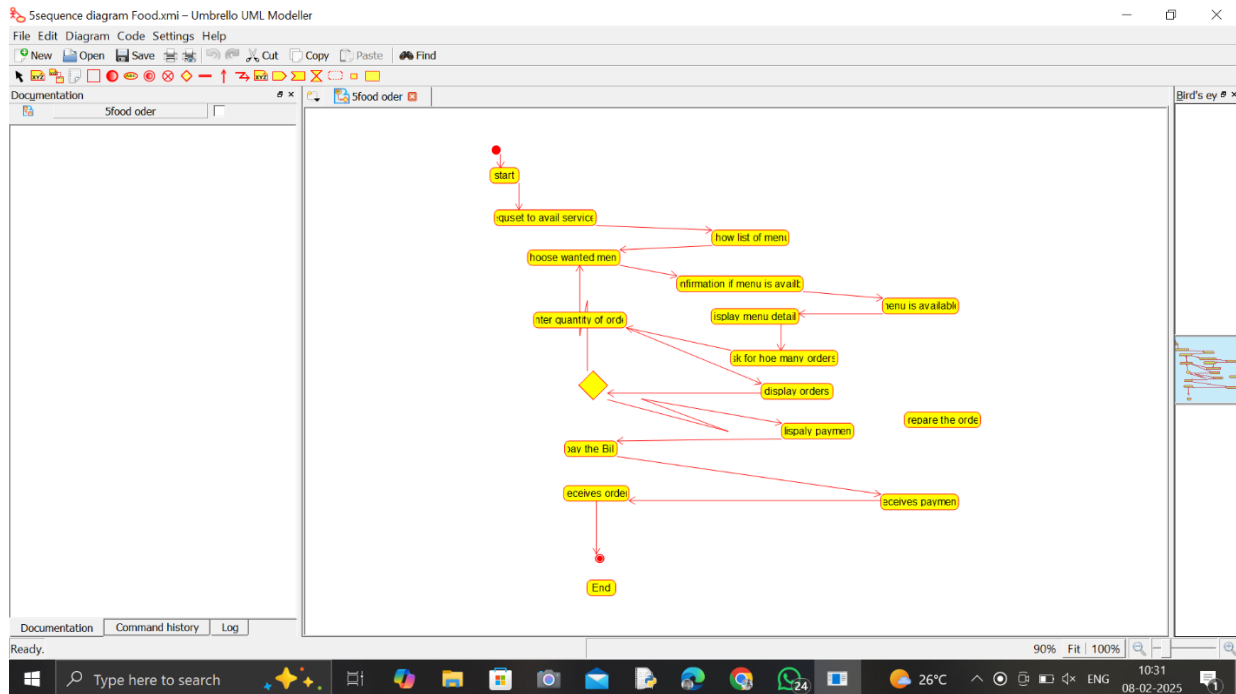 5sequence diagram Food.xmi – Umbrello UML Modeller
File Edit Diagram Code Settings Help
New Open Save Cut Copy Paste Find
Documentation
5food oder
5food oder
Bird's ey
start
quset to avail service
how list of menu
hoose wanted men
nfirmation if menu is availb
enu is available
nter quantity of orde
isplay menu detail
sk for hoe many orders
display orders
repare the orde
lispaly paymen
pay the Bil
eceives order
eceives paymen
End
Documentation Command history Log
Ready.
90% Fit 100%
Type here to search
24
26°C
ENG
10:31
08-02-2025
1